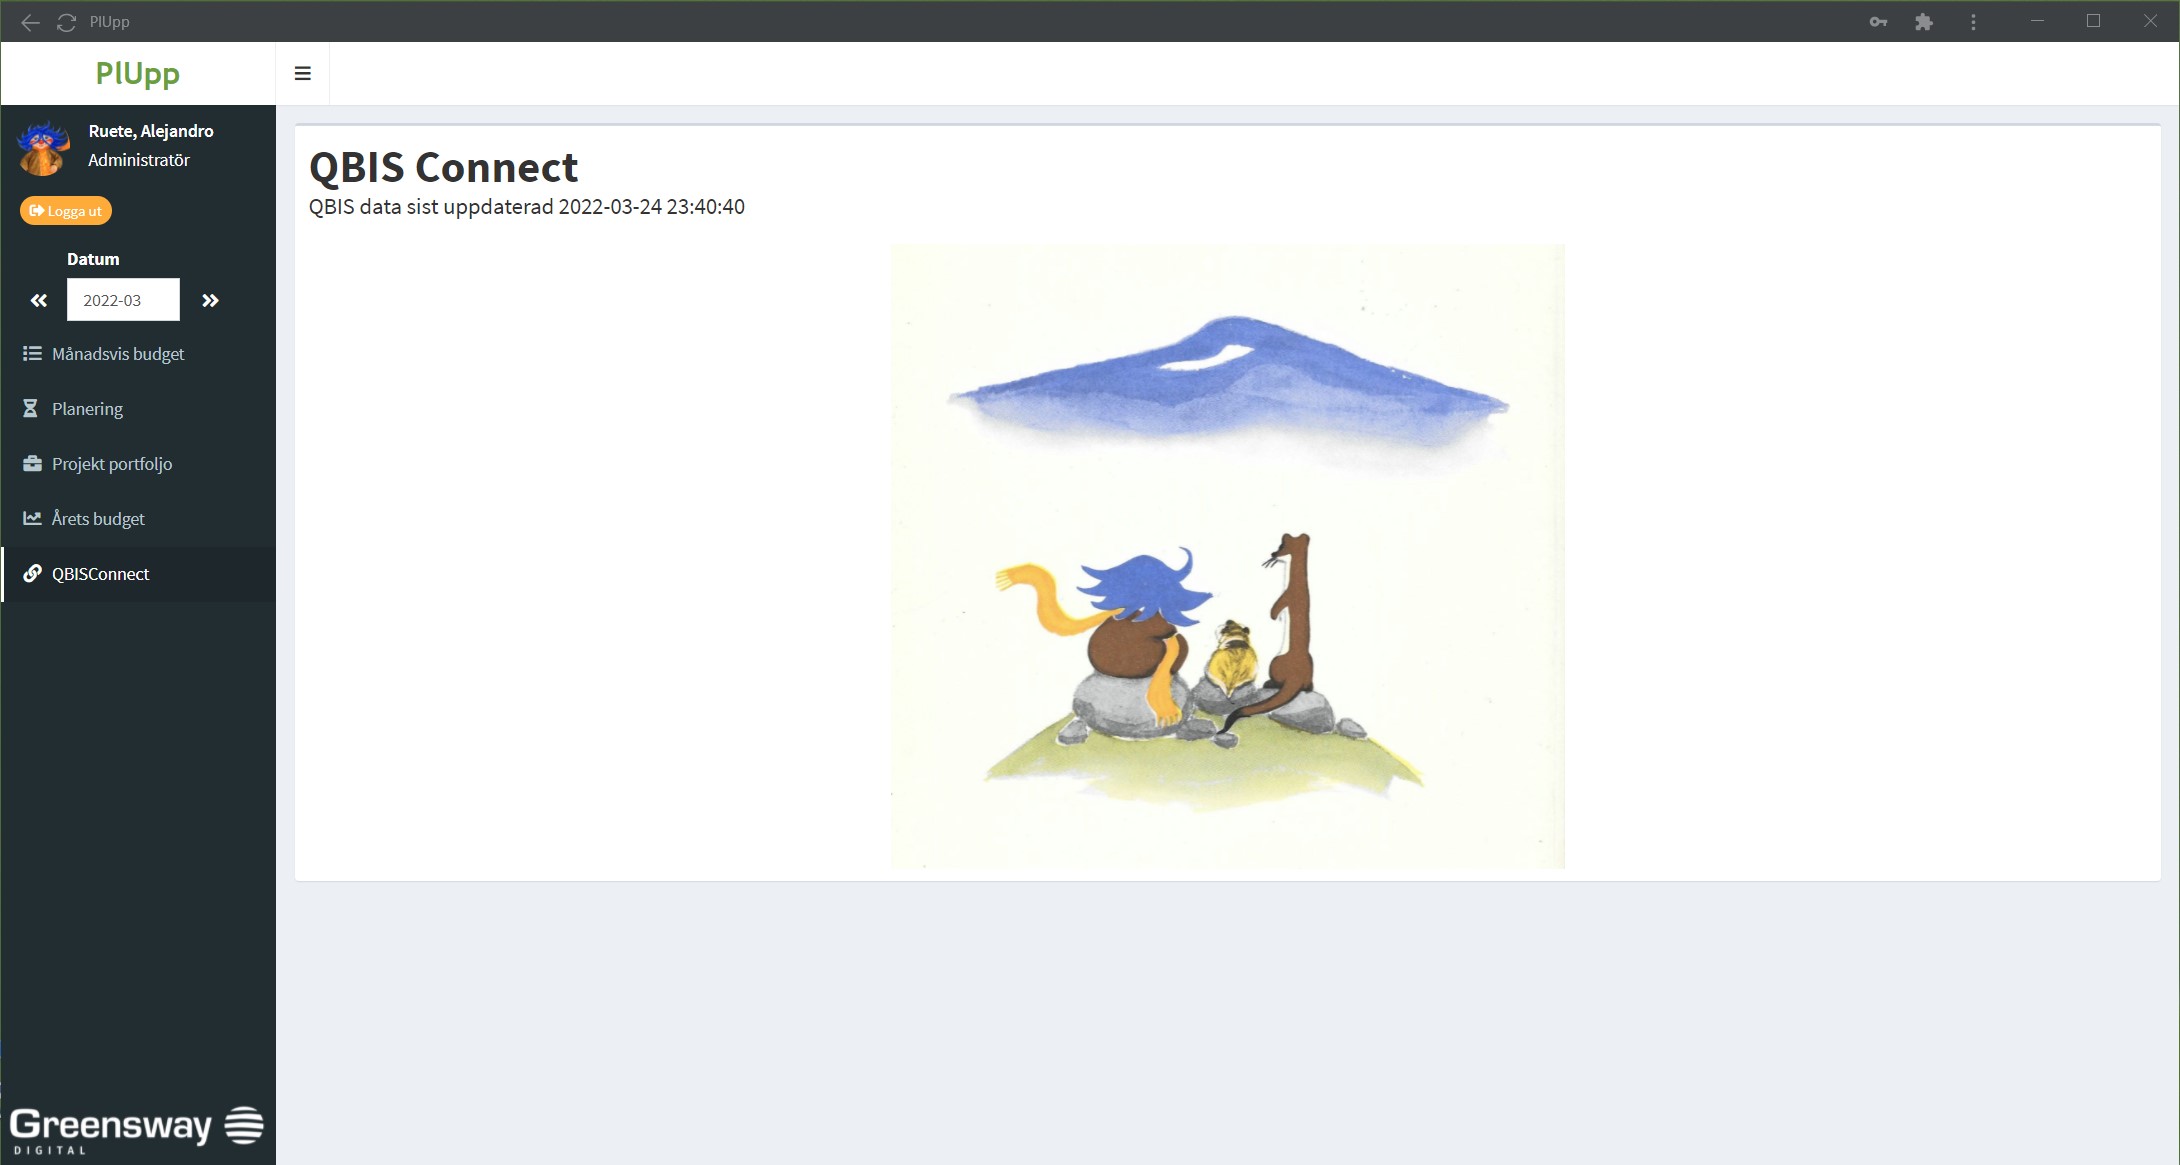 PlUpp
PlUpp
Ruete, Alejandro
Administratör
Logga ut
Datum
2022-03
Månadsvis budget
Planering
Projekt portfoljo
Årets budget
QBISConnect
Greensway
DIGITAL
QBIS Connect
QBIS data sist uppdaterad 2022-03-24 23:40:40